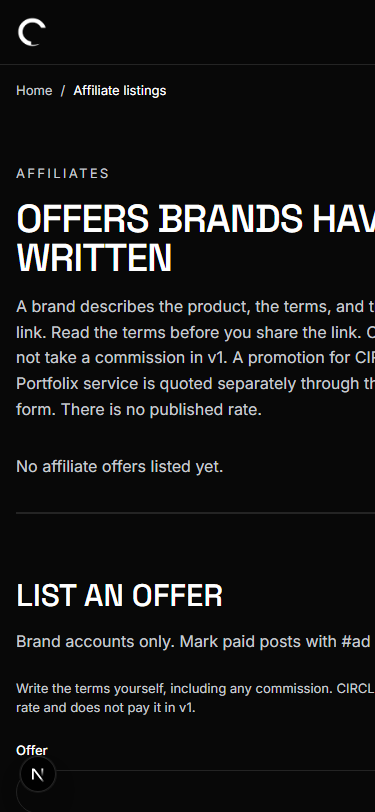 Home / Affiliate listings
AFFILIATES
OFFERS BRANDS HAV
WRITTEN
A brand describes the product, the terms, and t
link. Read the terms before you share the link. C
not take a commission in v1. A promotion for CIR
Portfolix service is quoted separately through th
form. There is no published rate.
No affiliate offers listed yet.
LIST AN OFFER
Brand accounts only. Mark paid posts with #ad
Write the terms yourself, including any commission. CIRCL
rate and does not pay it in v1.
Offer
N